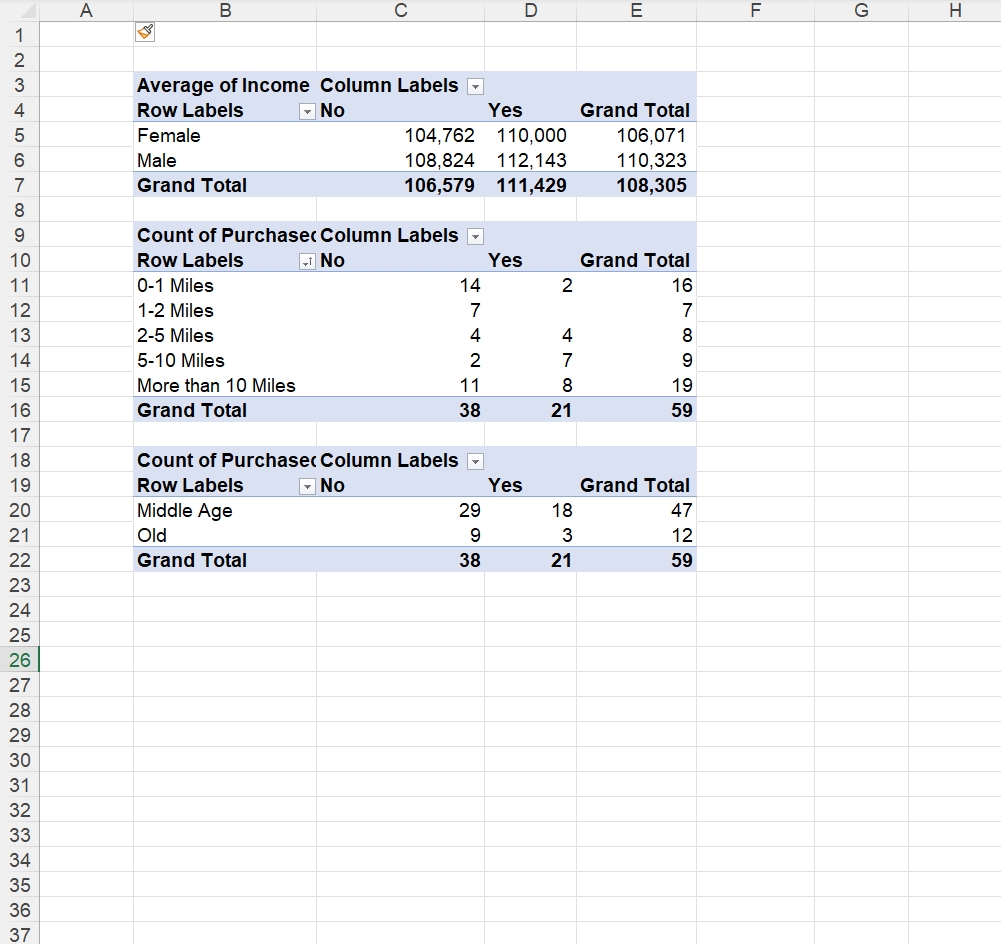 A B C D E F G H
1
2
3 Average of Income Column Labels
4 Row Labels No Yes Grand Total
5 Female 104,762 110,000 106,071
6 Male 108,824 112,143 110,323
7 Grand Total 106,579 111,429 108,305
8
9 Count of Purchased Column Labels
10 Row Labels No Yes Grand Total
11 0-1 Miles 14 2 16
12 1-2 Miles 7 7
13 2-5 Miles 4 4 8
14 5-10 Miles 2 7 9
15 More than 10 Miles 11 8 19
16 Grand Total 38 21 59
17
18 Count of Purchased Column Labels
19 Row Labels No Yes Grand Total
20 Middle Age 29 18 47
21 Old 9 3 12
22 Grand Total 38 21 59
23
24
25
26
27
28
29
30
31
32
33
34
35
36
37